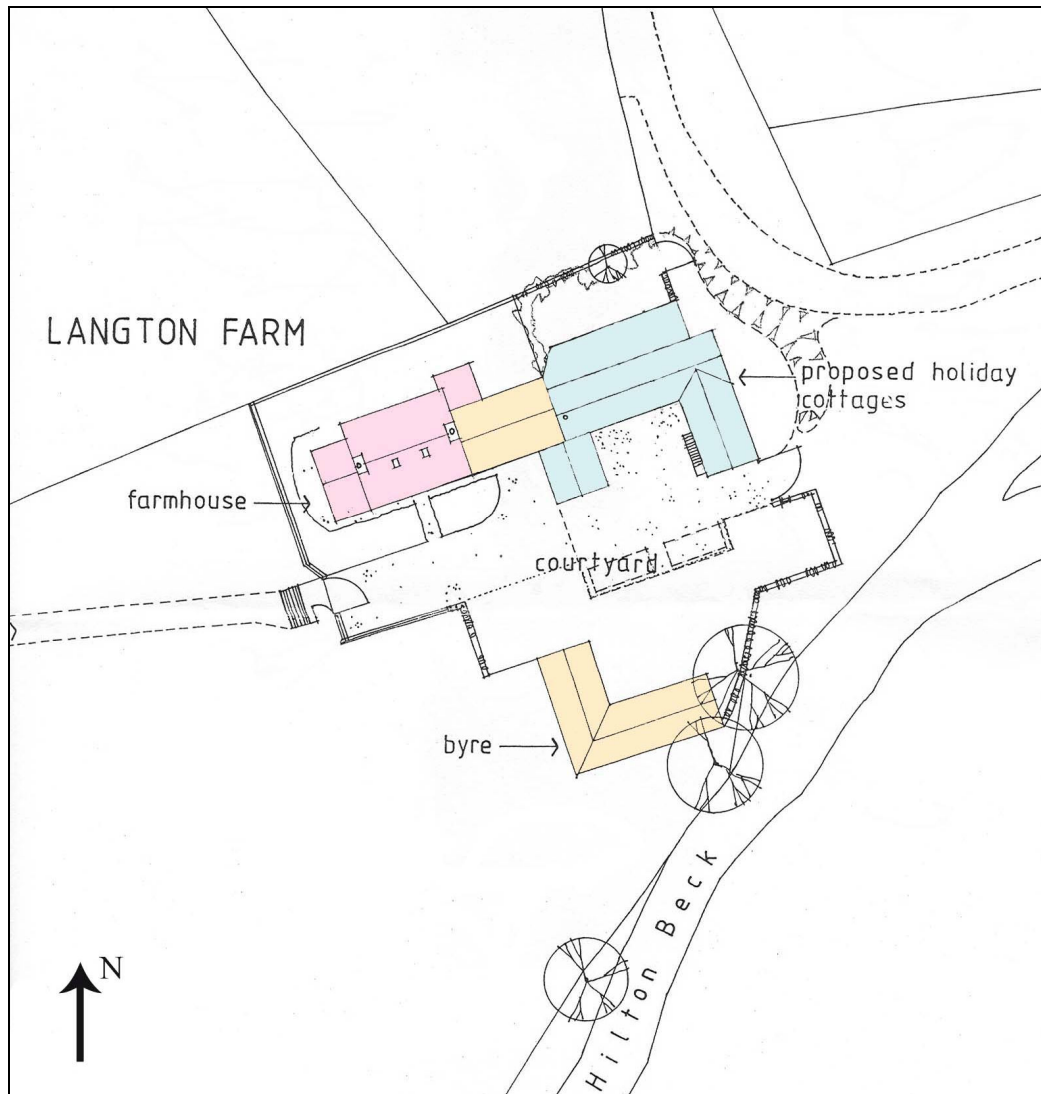 LANGTON FARM
proposed holiday
cottages
farmhouse
courtyard
byre
Hilton Beck
N